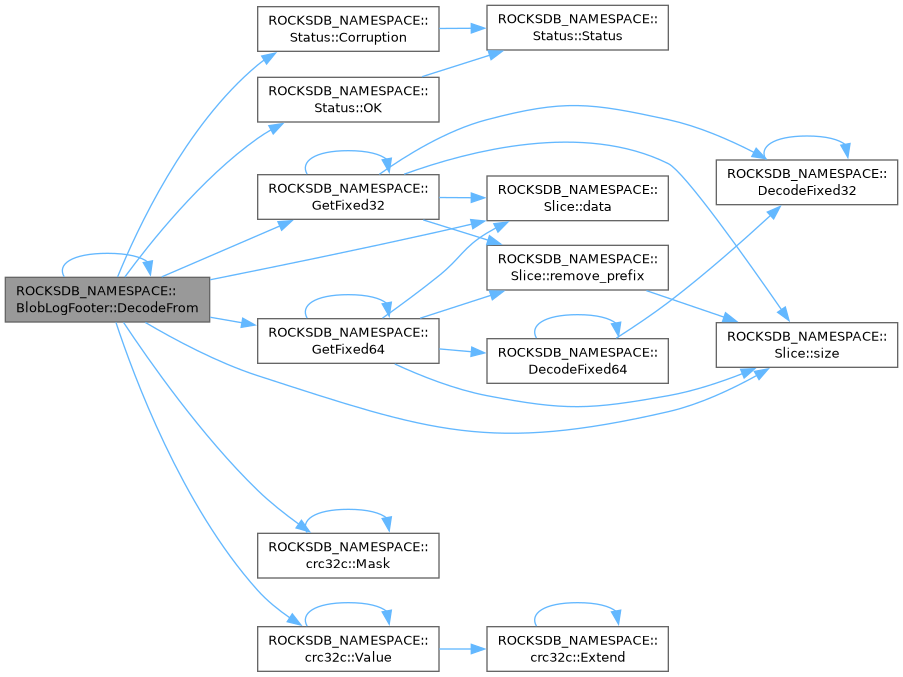 ROCKSDB_NAMESPACE::
BlobLogFooter::DecodeFrom
ROCKSDB_NAMESPACE::
Status::Corruption
ROCKSDB_NAMESPACE::
Status::Status
ROCKSDB_NAMESPACE::
Status::OK
ROCKSDB_NAMESPACE::
GetFixed32
ROCKSDB_NAMESPACE::
Slice::data
ROCKSDB_NAMESPACE::
DecodeFixed32
ROCKSDB_NAMESPACE::
Slice::remove_prefix
ROCKSDB_NAMESPACE::
GetFixed64
ROCKSDB_NAMESPACE::
DecodeFixed64
ROCKSDB_NAMESPACE::
Slice::size
ROCKSDB_NAMESPACE::
crc32c::Mask
ROCKSDB_NAMESPACE::
crc32c::Value
ROCKSDB_NAMESPACE::
crc32c::Extend